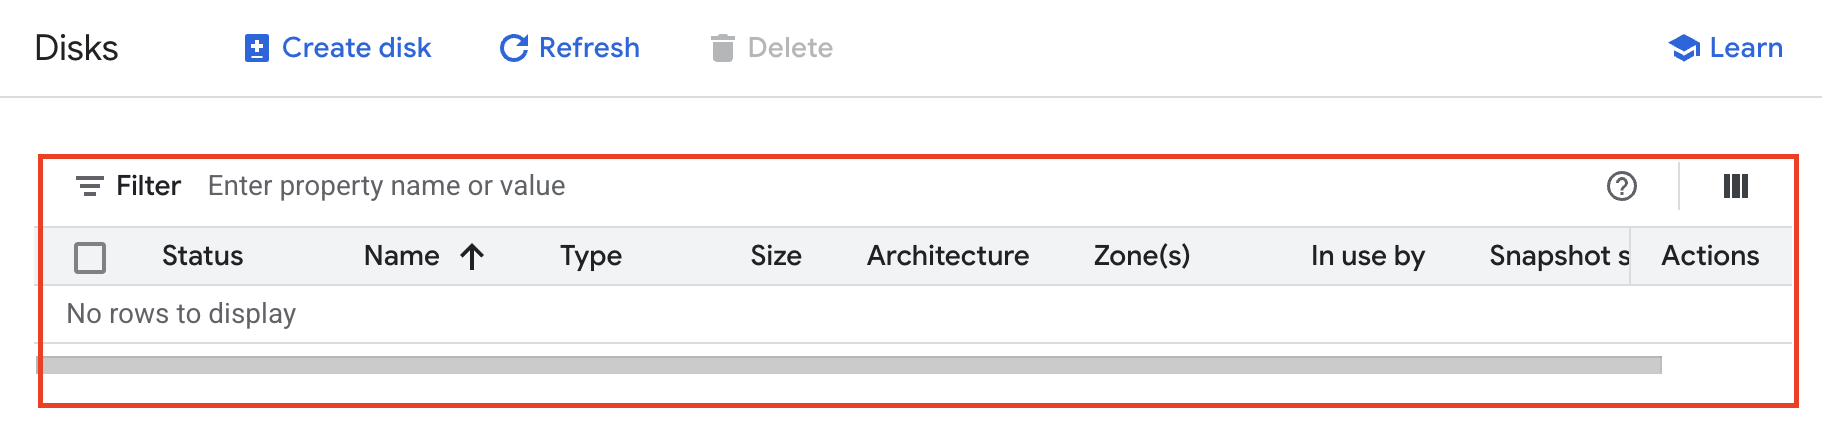 Disks Create disk Refresh Delete Learn
Filter Enter property name or value
Status Name Type Size Architecture Zone(s) In use by Snapshot s Actions
No rows to display